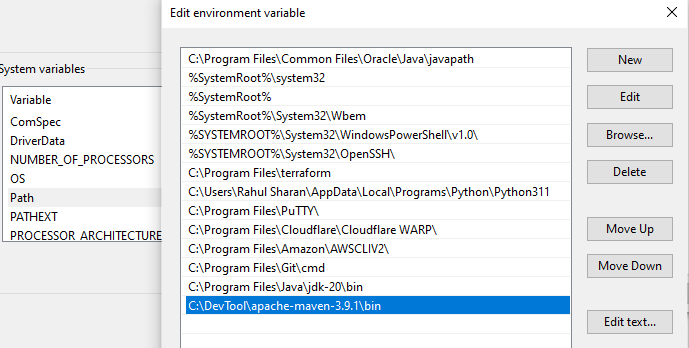 Edit environment variable
System variables
Variable
ComSpec
DriverData
NUMBER_OF_PROCESSORS
OS
Path
PATHEXT
PROCESSOR_ARCHITECTURE
C:\Program Files\Common Files\Oracle\Java\javapath
%SystemRoot%\system32
%SystemRoot%
%SystemRoot%\System32\Wbem
%SYSTEMROOT%\System32\WindowsPowerShell\v1.0\
%SYSTEMROOT%\System32\OpenSSH\
C:\Program Files\terraform
C:\Users\Rahul Sharan\AppData\Local\Programs\Python\Python311
C:\Program Files\PuTTY\
C:\Program Files\Cloudflare\Cloudflare WARP\
C:\Program Files\Amazon\AWSCLIV2\
C:\Program Files\Git\cmd
C:\Program Files\Java\jdk-20\bin
C:\DevTool\apache-maven-3.9.1\bin
New
Edit
Browse...
Delete
Move Up
Move Down
Edit text...